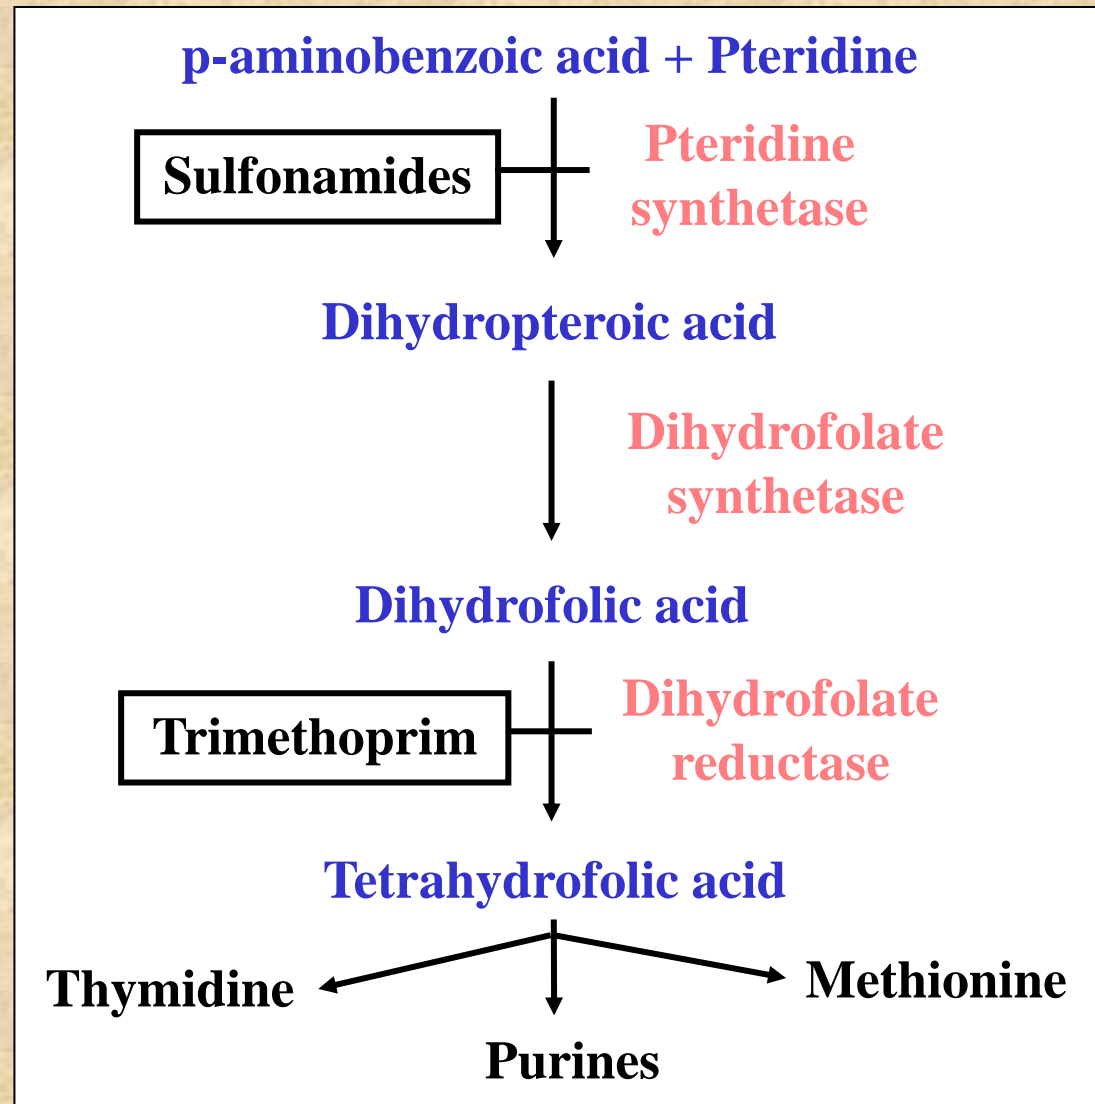 p-aminobenzoic acid + Pteridine
Sulfonamides
Pteridine
synthetase
Dihydropteroic acid
Dihydrofolate
synthetase
Dihydrofolic acid
Trimethoprim
Dihydrofolate
reductase
Tetrahydrofolic acid
Thymidine
Methionine
Purines